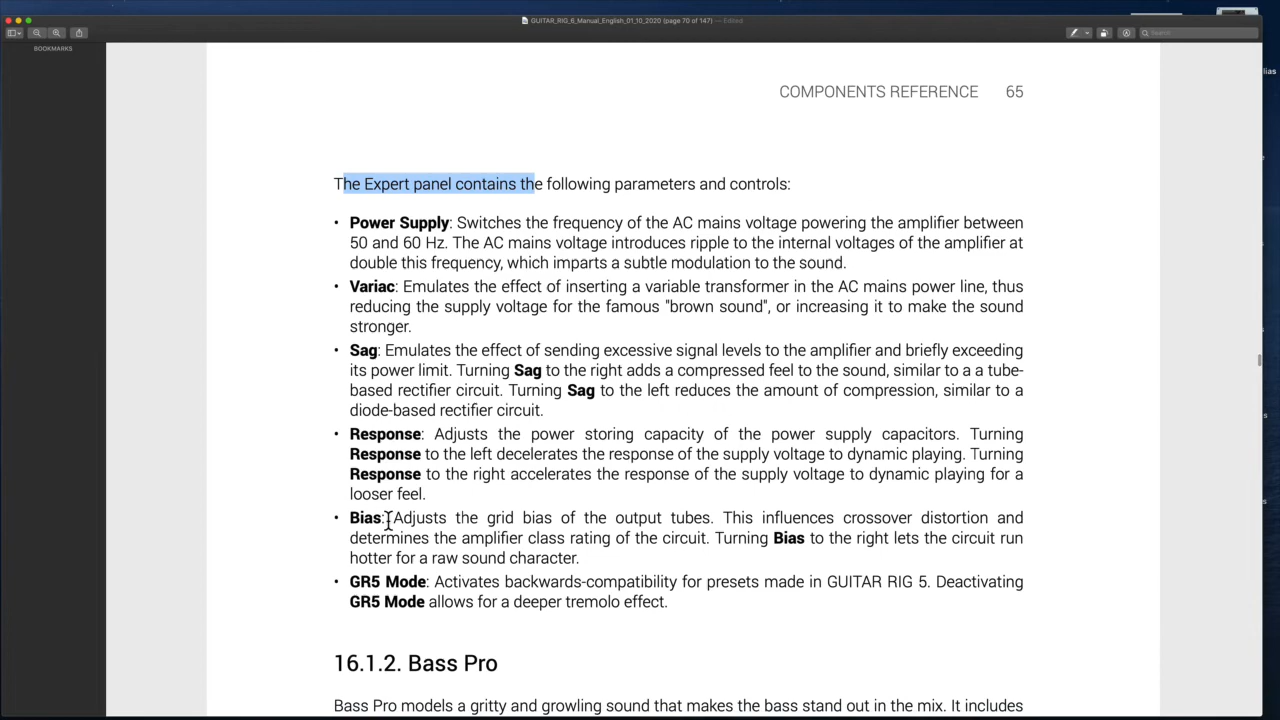 GUITAR_RIG_6_Manual_English_01_10_2020 (page 70 of 147) — Edited
Search
BOOKMARKS
lias
COMPONENTS REFERENCE 65
The Expert panel contains the following parameters and controls:
• Power Supply: Switches the frequency of the AC mains voltage powering the amplifier between
50 and 60 Hz. The AC mains voltage introduces ripple to the internal voltages of the amplifier at
double this frequency, which imparts a subtle modulation to the sound.
• Variac: Emulates the effect of inserting a variable transformer in the AC mains power line, thus
reducing the supply voltage for the famous "brown sound", or increasing it to make the sound
stronger.
• Sag: Emulates the effect of sending excessive signal levels to the amplifier and briefly exceeding
its power limit. Turning Sag to the right adds a compressed feel to the sound, similar to a a tube-
based rectifier circuit. Turning Sag to the left reduces the amount of compression, similar to a
diode-based rectifier circuit.
• Response: Adjusts the power storing capacity of the power supply capacitors. Turning
Response to the left decelerates the response of the supply voltage to dynamic playing. Turning
Response to the right accelerates the response of the supply voltage to dynamic playing for a
looser feel.
• Bias: Adjusts the grid bias of the output tubes. This influences crossover distortion and
determines the amplifier class rating of the circuit. Turning Bias to the right lets the circuit run
hotter for a raw sound character.
• GR5 Mode: Activates backwards-compatibility for presets made in GUITAR RIG 5. Deactivating
GR5 Mode allows for a deeper tremolo effect.
16.1.2. Bass Pro
Bass Pro models a gritty and growling sound that makes the bass stand out in the mix. It includes